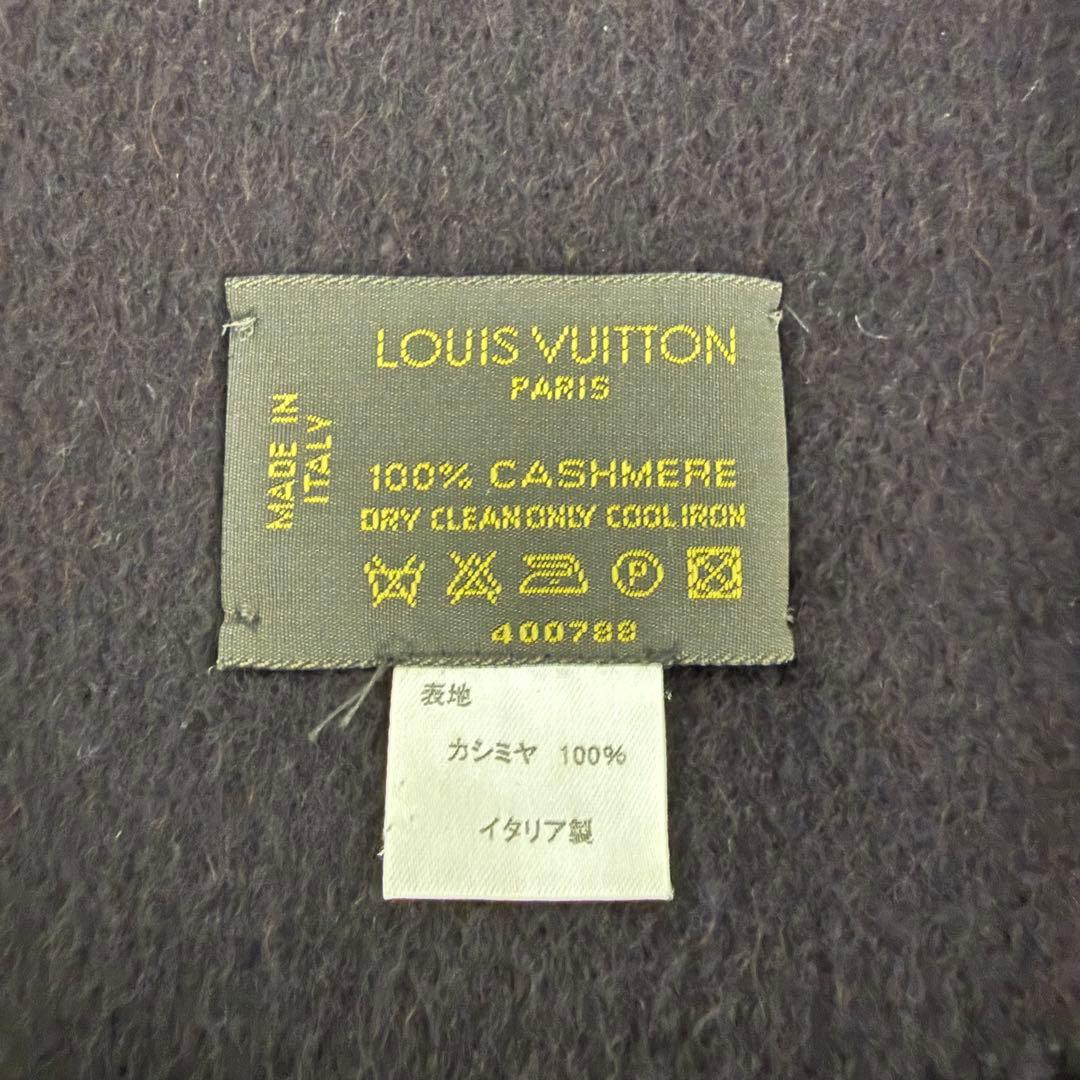 LOUIS VUITTON
PARIS
MADE IN
ITALY
100% CASHMERE
DRY CLEAN ONLY COOL IRON
P
400788
表地
カシミヤ 100%
イタリア製